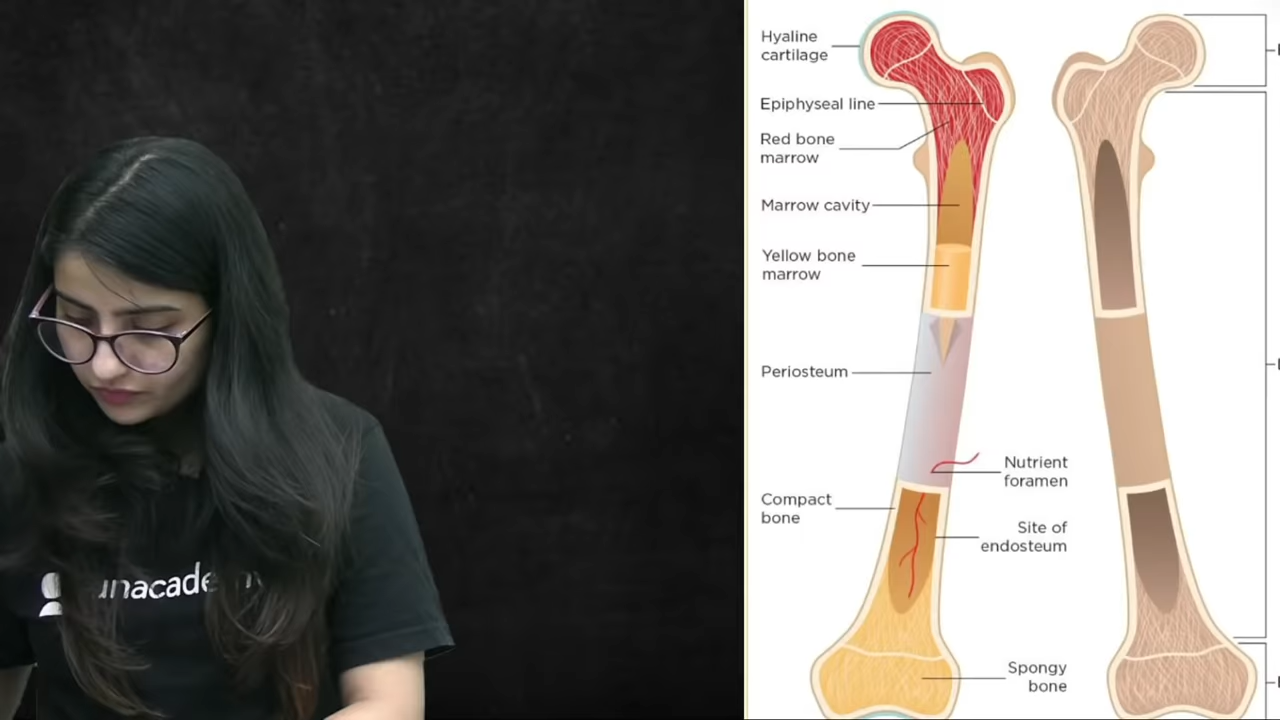 Hyaline
cartilage
Epiphyseal line
Red bone
marrow
Marrow cavity
Yellow bone
marrow
Periosteum
Nutrient
foramen
Compact
bone
Site of
endosteum
Spongy
bone